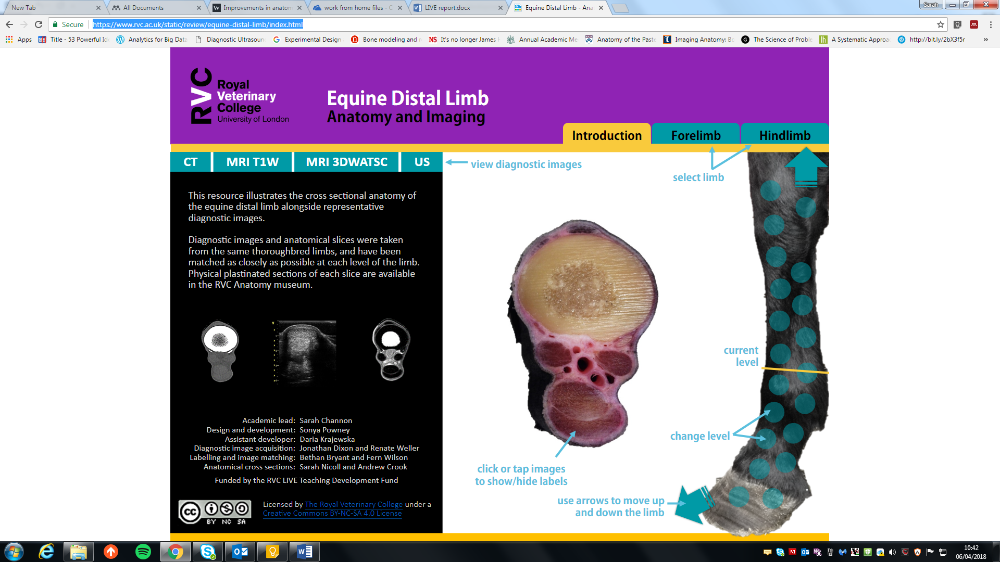 New Tab
All Documents
Improvements in anatom
work from home files - 
LIVE report.docx
Equine Distal Limb - Ana
Sarah
Secure
https://www.rvc.ac.uk/static/review/equine-distal-limb/index.html
Apps
Title - 53 Powerful Id
Analytics for Big Data
Diagnostic Ultrasoun
Experimental Design
Bone modeling and r
It's no longer James
Annual Academic Me
Anatomy of the Paste
Imaging Anatomy: Bo
The Science of Proble
A Systematic Approa
http://bit.ly/2bX3f5r
RVC
Royal
Veterinary
College
University of London
Equine Distal Limb
Anatomy and Imaging
Introduction
Forelimb
Hindlimb
CT
MRI T1W
MRI 3DWATSC
US
view diagnostic images
select limb
This resource illustrates the cross sectional anatomy of
the equine distal limb alongside representative
diagnostic images.
Diagnostic images and anatomical slices were taken
from the same thoroughbred limbs, and have been
matched as closely as possible at each level of the limb.
Physical plastinated sections of each slice are available
in the RVC Anatomy museum.
current
level
change level
click or tap images
to show/hide labels
use arrows to move up
and down the limb
Academic lead: Sarah Channon
Design and development: Sonya Powney
Assistant developer: Daria Krajewska
Diagnostic image acquisition: Jonathan Dixon and Renate Weller
Labelling and image matching: Bethan Bryant and Fern Wilson
Anatomical cross sections: Sarah Nicoll and Andrew Crook
Funded by the RVC LIVE Teaching Development Fund
cc
BY NC SA
Licensed by The Royal Veterinary College under a
Creative Commons BY-NC-SA 4.0 License
10:42
06/04/2018